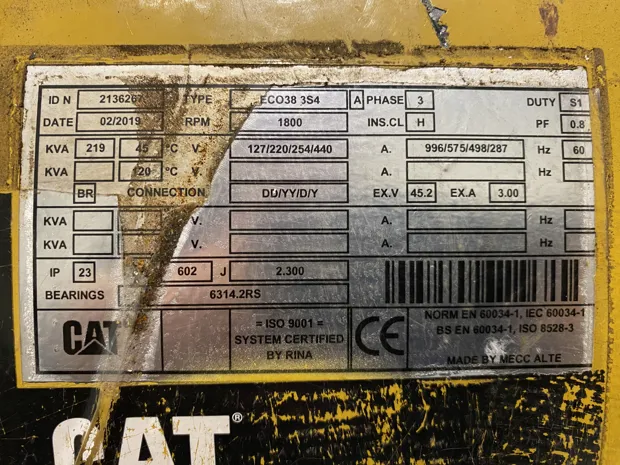 ID N 2136267 TYPE ECO38 3S4 A PHASE 3 DUTY S1
DATE 02/2019 RPM 1800 INS.CL H PF 0.8
KVA 219 45 °C V. 127/220/254/440 A. 996/575/498/287 Hz 60
KVA 120 °C V. A. Hz
BR CONNECTION DD/YY/D/Y EX.V 45.2 EX.A 3.00
KVA V. A. Hz
KVA V. A. Hz
IP 23 602 J 2.300
BEARINGS 6314.2RS
CAT
= ISO 9001 =
SYSTEM CERTIFIED
BY RINA
CE
NORM EN 60034-1, IEC 60034-1
BS EN 60034-1, ISO 8528-3
MADE BY MECC ALTE
CAT®